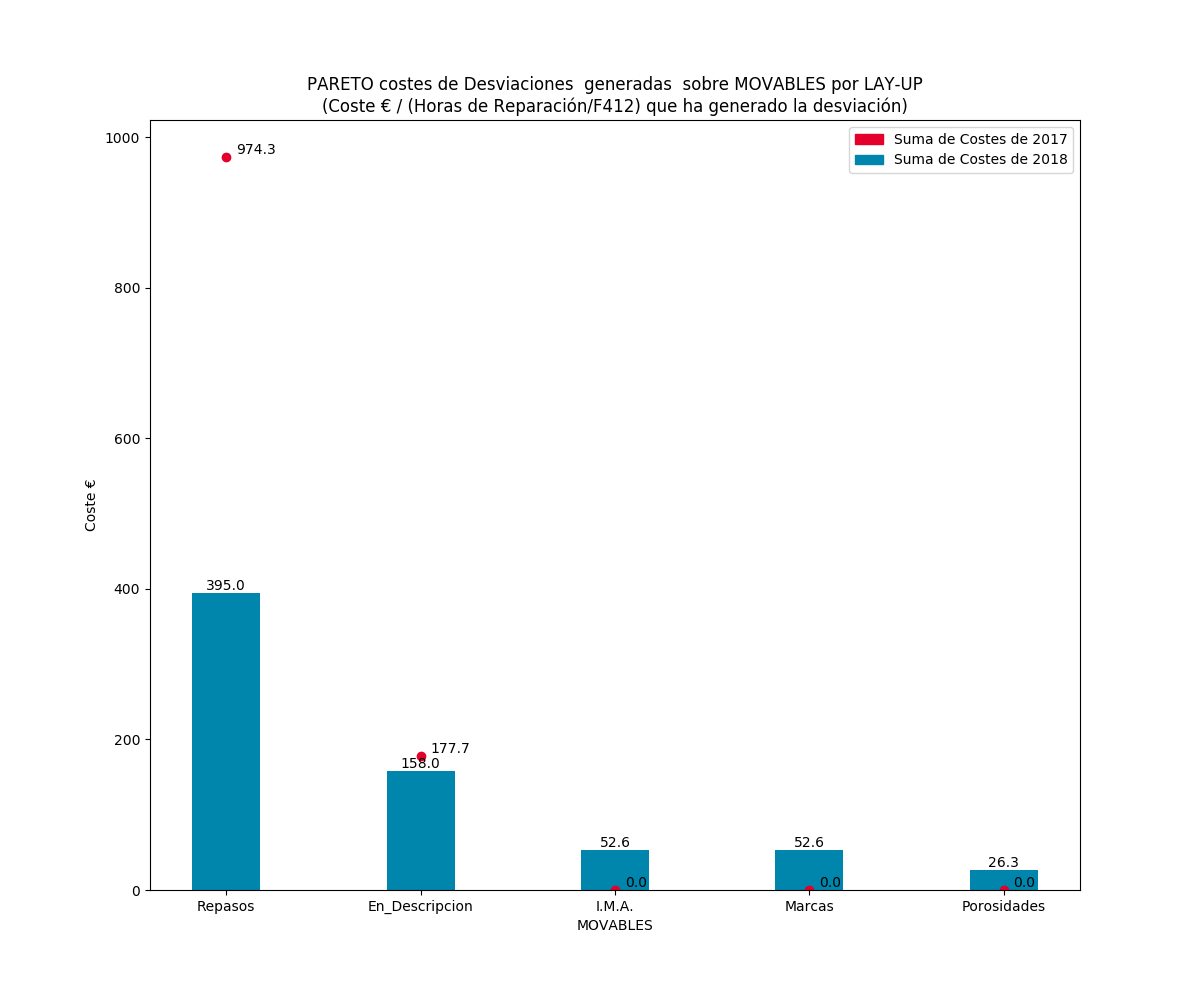 PARETO costes de Desviaciones  generadas  sobre MOVABLES por LAY-UP
(Coste € / (Horas de Reparación/F412) que ha generado la desviación)
Suma de Costes de 2017
Suma de Costes de 2018
1000
800
600
400
200
0
Coste €
974.3
395.0
177.7
158.0
52.6
0.0
52.6
0.0
26.3
0.0
Repasos
En_Descripcion
I.M.A.
Marcas
Porosidades
MOVABLES